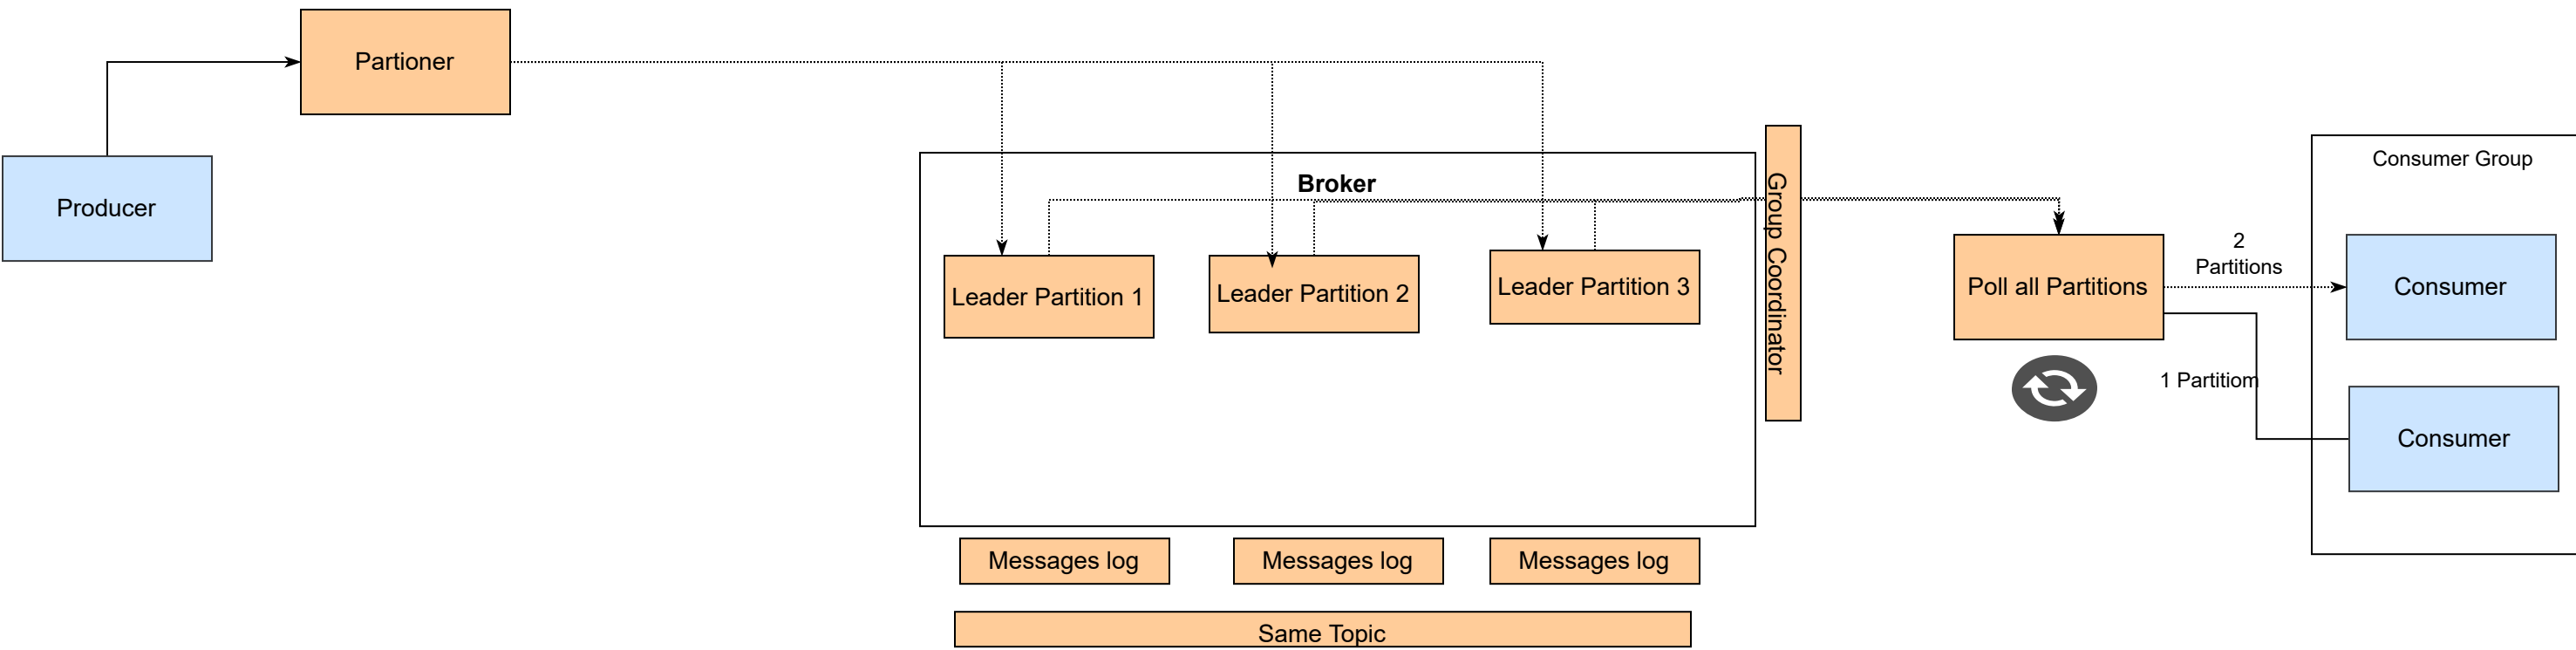 Partioner
Producer
Broker
Leader Partition 1
Leader Partition 2
Leader Partition 3
Group Coordinator
Poll all Partitions
2
Partitions
1 Partitiom
Consumer Group
Consumer
Consumer
Messages log
Messages log
Messages log
Same Topic